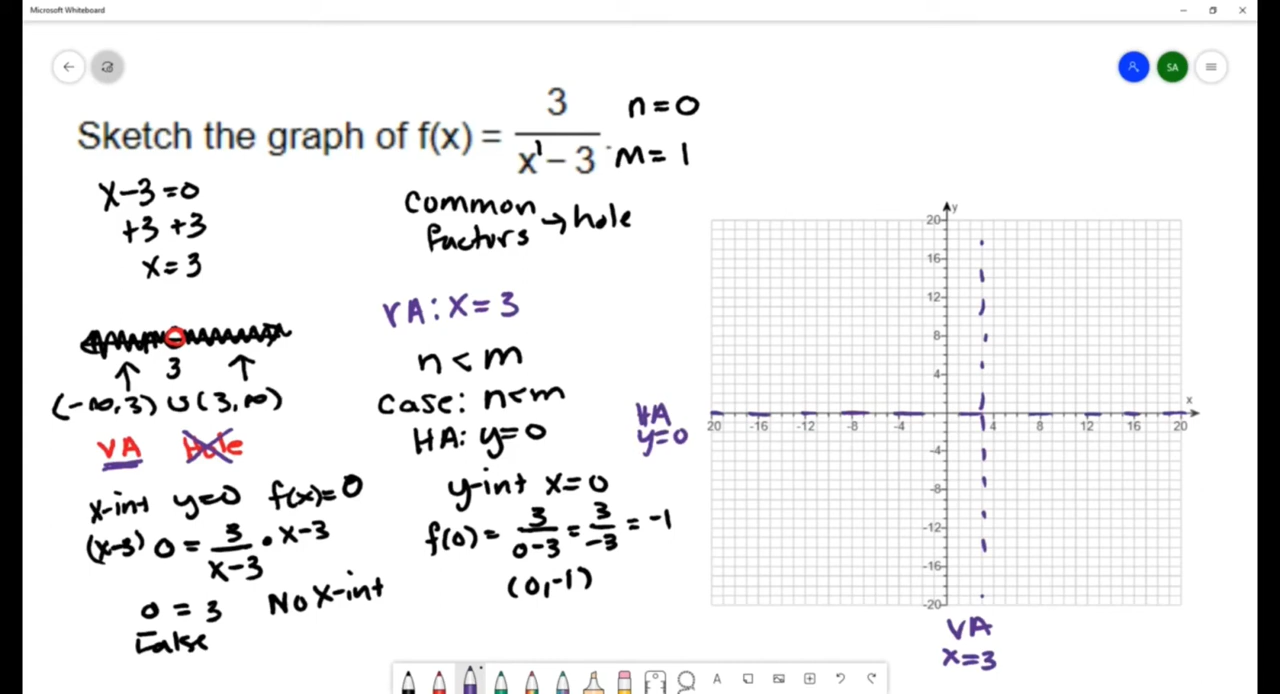 Microsoft Whiteboard
SA
Sketch the graph of f(x) = 3 / (x¹ - 3).
n = 0
m = 1
x-3=0
+3 +3
x=3
3
(-∞,3) ∪ (3,∞)
VA Hole
x-int y=0 f(x)=0
(x-3) 0 = 3/(x-3) • x-3
0 = 3 No x-int
False
Common factors → hole
VA: x=3
n < m
case: n<m
HA: y=0
y-int x=0
f(0) = 3/(0-3) = 3/-3 = -1
(0,-1)
HA
y=0
y
20
16
12
8
4
x
20 -16 -12 -8 -4 4 8 12 16 20
-4
-8
-12
-16
-20
VA
x=3
A